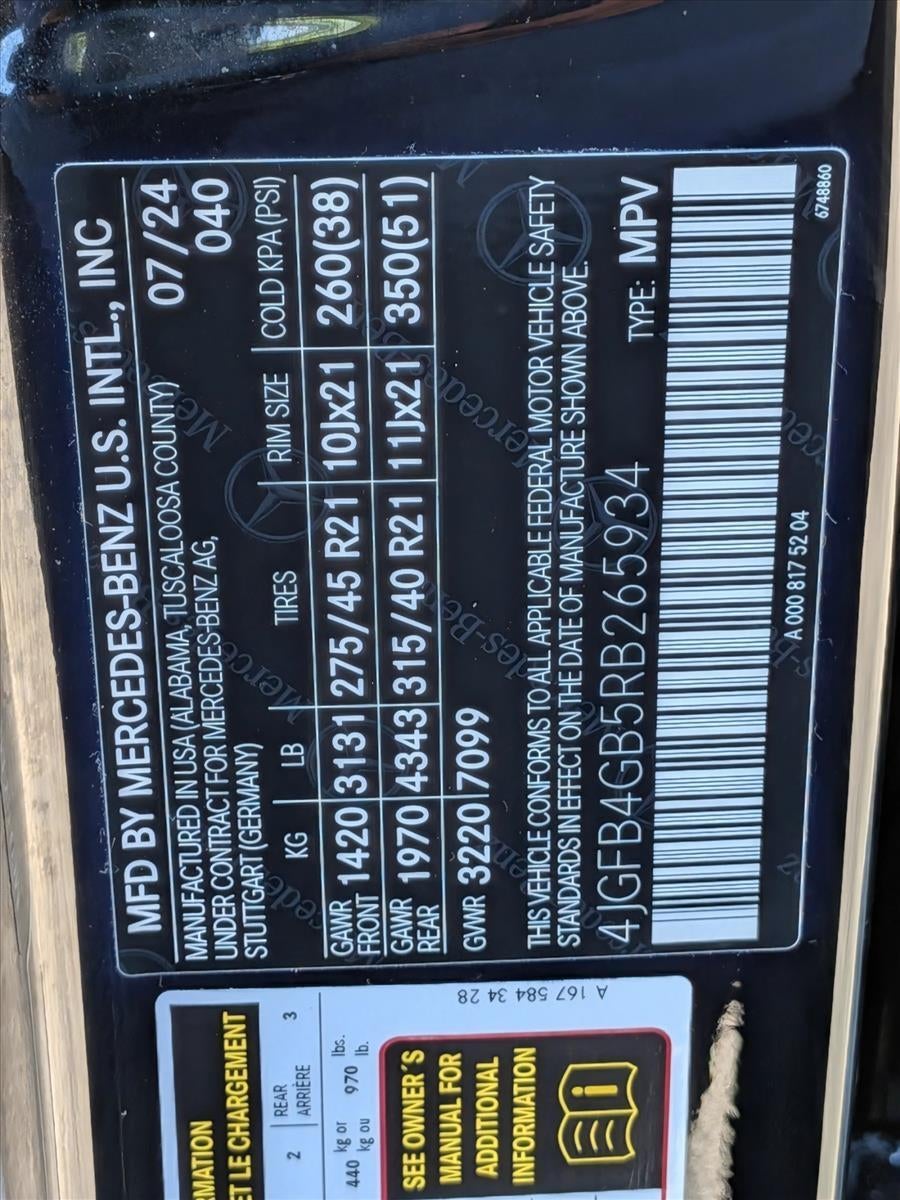 MFD BY MERCEDES-BENZ U.S. INTL., INC
MANUFACTURED IN USA (ALABAMA, TUSCALOOSA COUNTY) 07/24
UNDER CONTRACT FOR MERCEDES-BENZ AG, 040
STUTTGART (GERMANY)
KG LB TIRES RIM SIZE COLD KPA (PSI)
GAWR FRONT 1420 3131 275/45 R21 10Jx21 260(38)
GAWR REAR 1970 4343 315/40 R21 11Jx21 350(51)
GVWR 3220 7099
THIS VEHICLE CONFORMS TO ALL APPLICABLE FEDERAL MOTOR VEHICLE SAFETY
STANDARDS IN EFFECT ON THE DATE OF MANUFACTURE SHOWN ABOVE.
4JGFB4GB5RB265934 TYPE: MPV
A 000 817 52 04 6748860
ET LE CHARGEMENT
2 REAR 3
ARRIÈRE
440 kg or 970 lbs.
kg ou lb.
A 167 584 34 28
SEE OWNER'S
MANUAL FOR
ADDITIONAL
INFORMATION
i